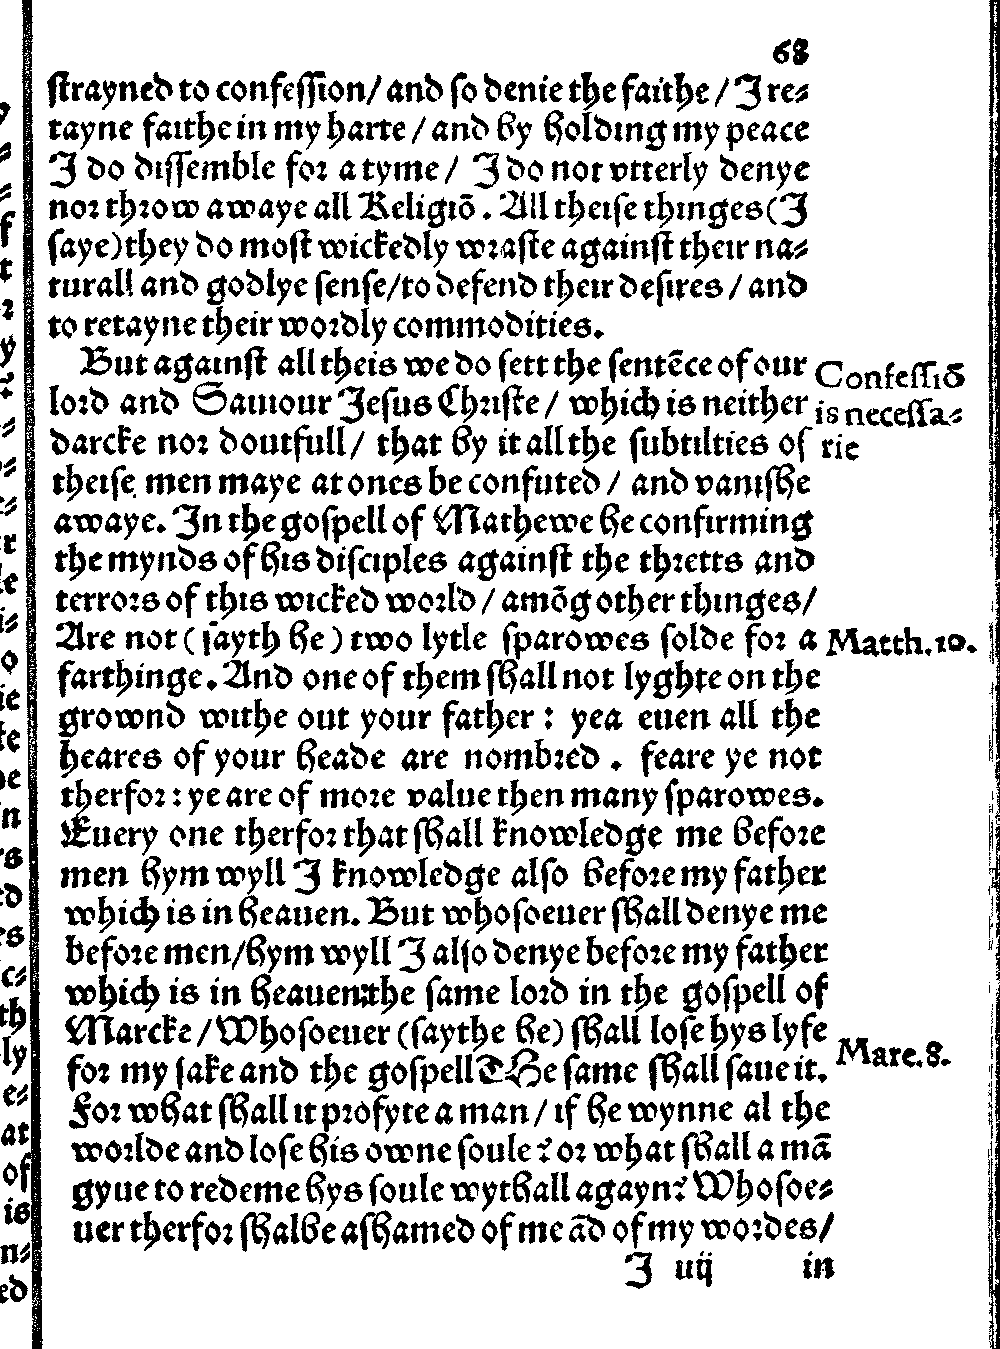 68
strayned to confession/ and so denie the faithe / I re⸗
tayne faithe in my harte / and by holding my peace
I do dissemble for a tyme / I do not vtterly denye
nor throw awaye all Religiō. All theise thinges (I
saye) they do most wickedly wraste against their na⸗
turall and godlye sense/to defend their desires / and
to retayne their wordly commodities.
But against all theis we do sett the sentēce of our
Confessiō
lord and Sauiour Jesus Christe / which is neither
is necessa⸗
darcke nor doutfull / that by it all the subtilties of
rie
theise men maye at ones be confuted / and vanishe
awaye. In the gospell of Mathewe he confirming
the mynds of his disciples against the thretts and
terrors of this wicked world / amōg other thinges/
Are not (sayth he) two lytle sparowes solde for a
Matth.10.
farthinge. And one of them shall not lyghte on the
grownd withe out your father : yea euen all the
heares of your heade are nombred . feare ye not
therfor : ye are of more value then many sparowes.
Euery one therfor that shall knowledge me before
men hym wyll I knowledge also before my father
which is in heauen. But whosoeuer shall denye me
before men/hym wyll I also denye before my father
which is in heauen:the same lord in the gospell of
Marcke / Whosoeuer (saythe he) shall lose hys lyfe
Marc.8.
for my sake and the gospell THe same shall saue it.
For what shall it profyte a man / if he wynne al the
worlde and lose his owne soule ? or what shall a mā
gyue to redeme hys soule wythall agayn? Whosoe⸗
uer therfor shalbe ashamed of me ād of my wordes/
I uij in